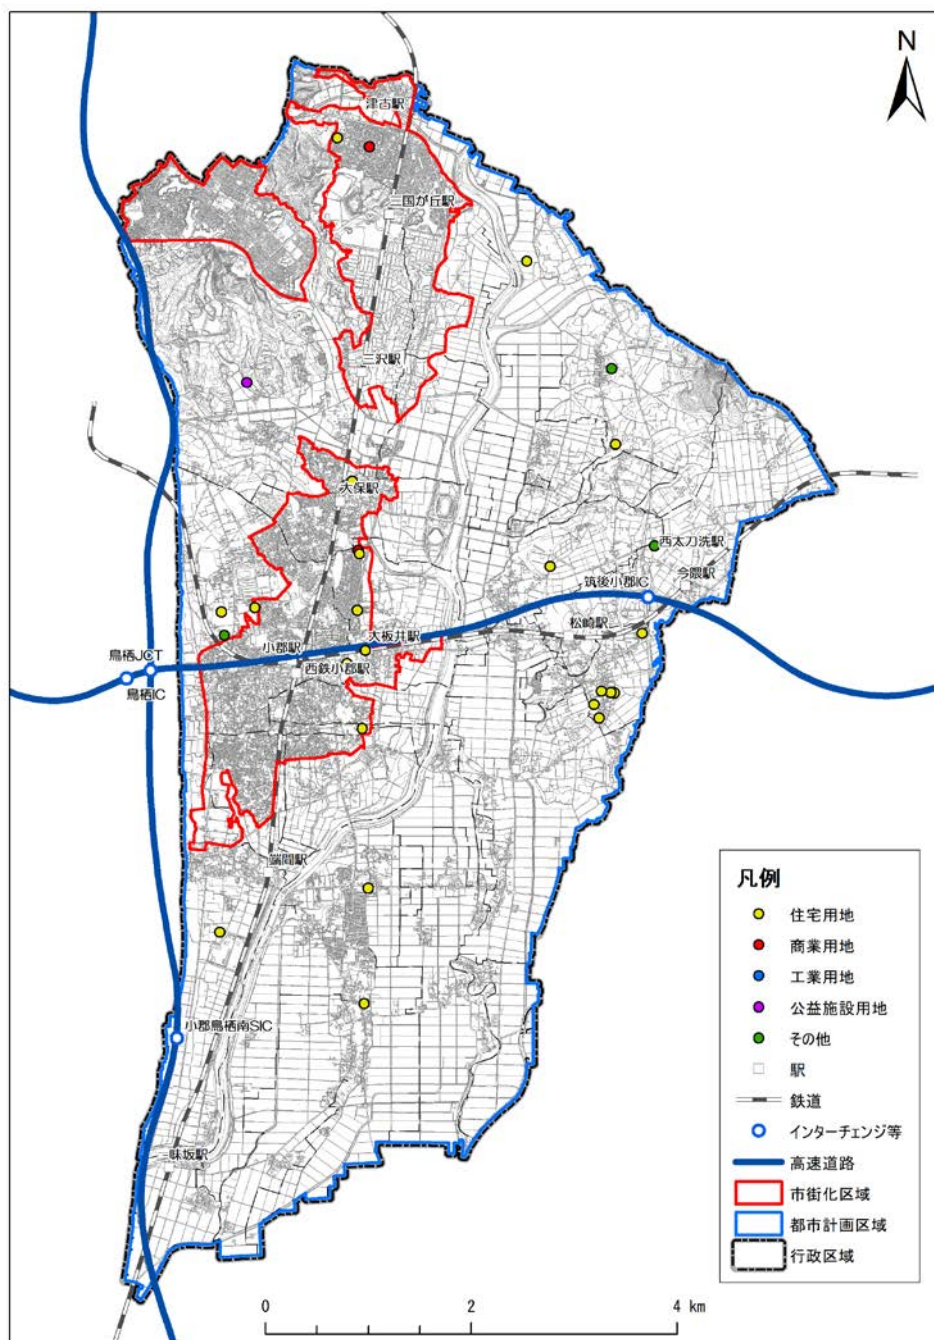 N
津古駅
三国が丘駅
三沢駅
大保駅
西太刀洗駅
今隈駅
筑後小郡IC
松崎駅
大板井駅
小郡駅
西鉄小郡駅
鳥栖JCT
鳥栖IC
端間駅
小郡鳥栖南SIC
味坂駅
凡例
住宅用地
商業用地
工業用地
公益施設用地
その他
駅
鉄道
インターチェンジ等
高速道路
市街化区域
都市計画区域
行政区域
0 2 4 km